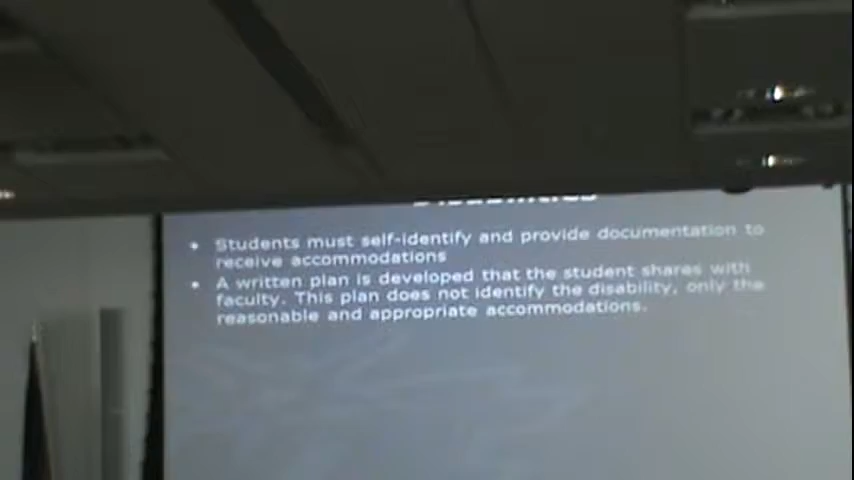 Disabilities
• Students must self-identify and provide documentation to
receive accommodations
• A written plan is developed that the student shares with
faculty. This plan does not identify the disability, only the
reasonable and appropriate accommodations.